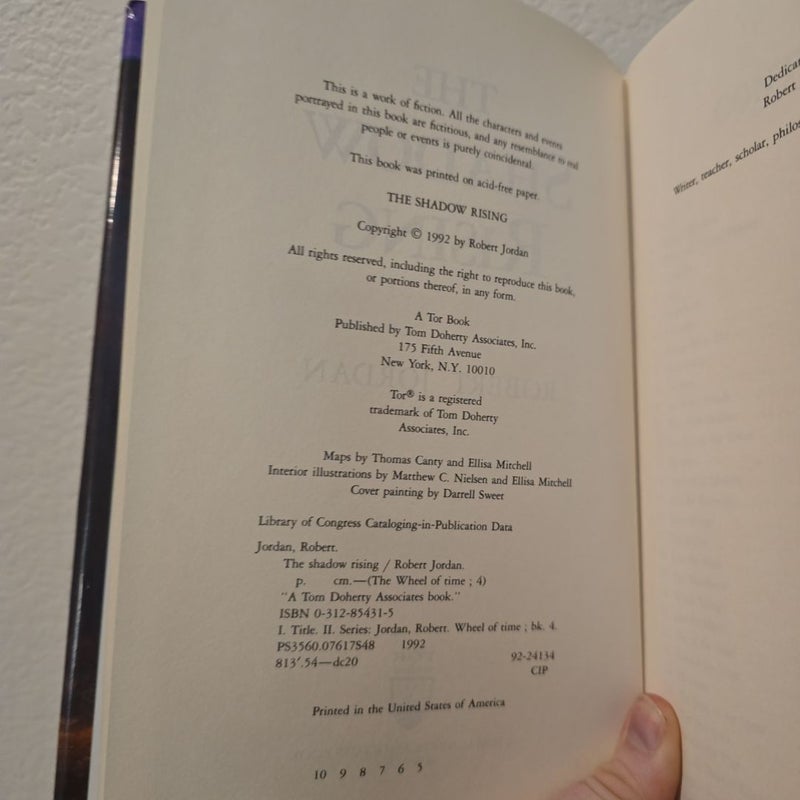 This is a work of fiction. All the characters and events
portrayed in this book are fictitious, and any resemblance to real
people or events is purely coincidental.
This book was printed on acid-free paper.
THE SHADOW RISING
Copyright © 1992 by Robert Jordan
All rights reserved, including the right to reproduce this book,
or portions thereof, in any form.
A Tor Book
Published by Tom Doherty Associates, Inc.
175 Fifth Avenue
New York, N.Y. 10010
Tor® is a registered
trademark of Tom Doherty
Associates, Inc.
Maps by Thomas Canty and Ellisa Mitchell
Interior illustrations by Matthew C. Nielsen and Ellisa Mitchell
Cover painting by Darrell Sweet
Library of Congress Cataloging-in-Publication Data
Jordan, Robert.
The shadow rising / Robert Jordan.
p. cm.—(The Wheel of time ; 4)
"A Tom Doherty Associates book."
ISBN 0-312-85431-5
I. Title. II. Series: Jordan, Robert. Wheel of time ; bk. 4.
PS3560.07617S48 1992
813'.54—dc20 92-24134
CIP
Printed in the United States of America
10 9 8 7 6 5
Dedica
Robert
Writer, teacher, scholar, philos